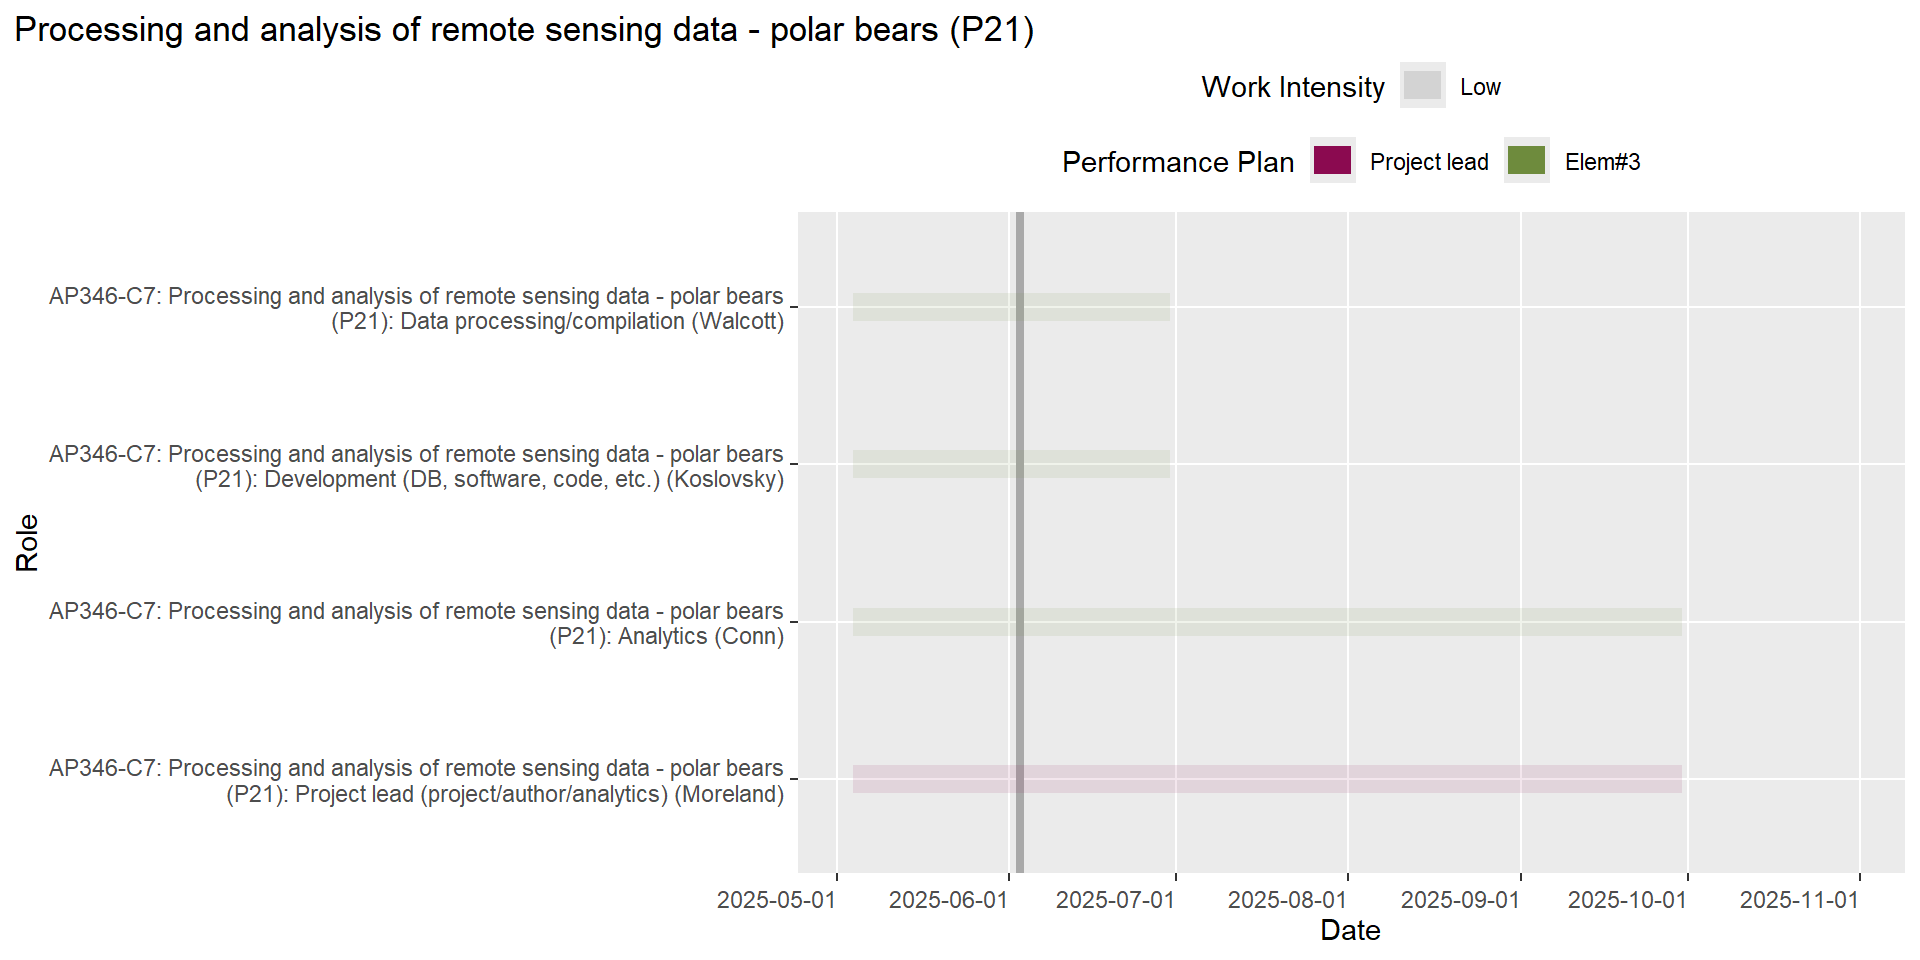 Processing and analysis of remote sensing data - polar bears (P21)
Work Intensity Low
Performance Plan Project lead Elem#3
AP346-C7: Processing and analysis of remote sensing data - polar bears
(P21): Data processing/compilation (Walcott)
AP346-C7: Processing and analysis of remote sensing data - polar bears
(P21): Development (DB, software, code, etc.) (Koslovsky)
Role
AP346-C7: Processing and analysis of remote sensing data - polar bears
(P21): Analytics (Conn)
AP346-C7: Processing and analysis of remote sensing data - polar bears
(P21): Project lead (project/author/analytics) (Moreland)
2025-05-01 2025-06-01 2025-07-01 2025-08-01 2025-09-01 2025-10-01 2025-11-01
Date